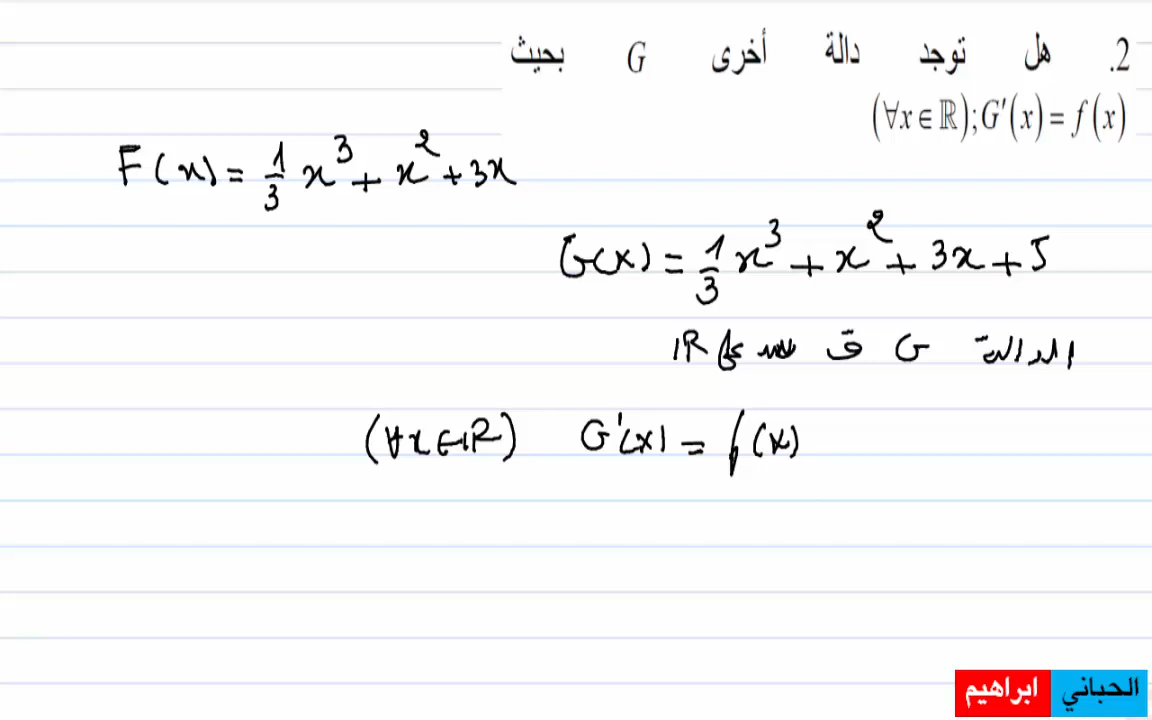 2. هل توجد دالة أخرى G بحيث
(∀x∈ℝ);G'(x)=f(x)
F(x) = 1/3 x³ + x² + 3x
G(x) = 1/3 x³ + x² + 3x + 5
الدالة G ق على IR
(∀x∈IR) G'(x) = f(x)
ابراهيم الحباني